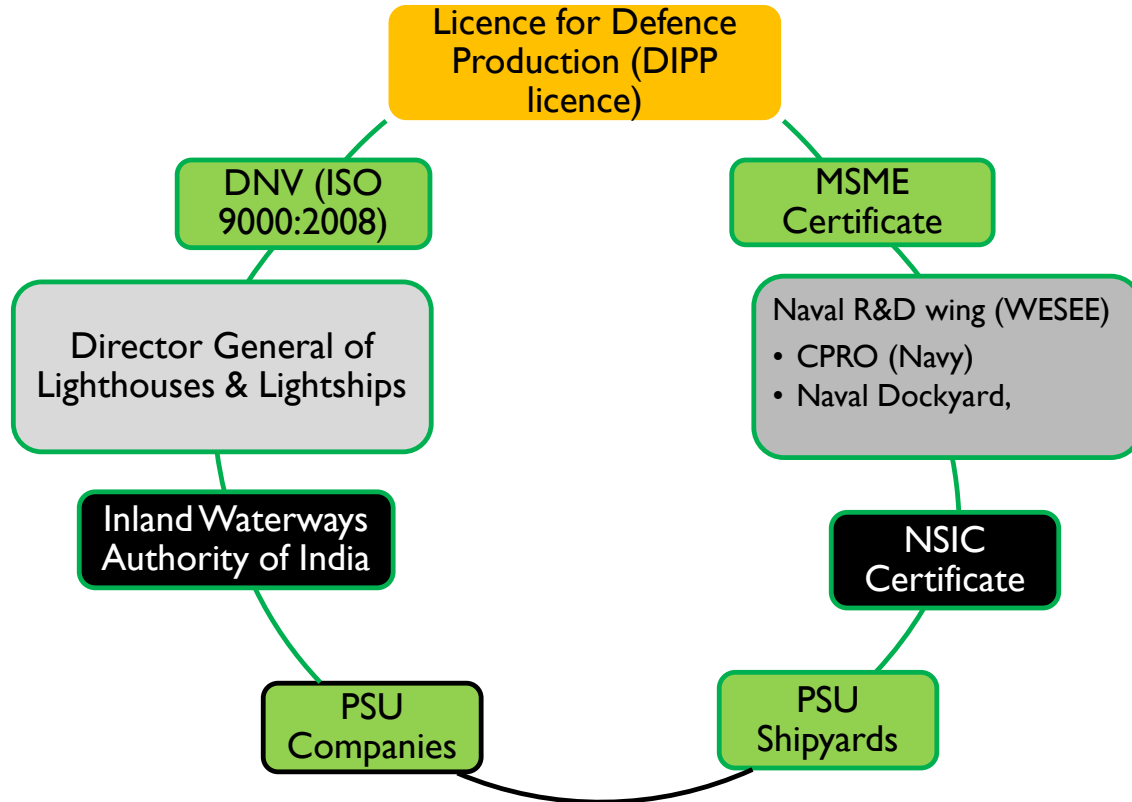 Licence for Defence
Production (DIPP
licence)
DNV (ISO
9000:2008)
MSME
Certificate
Director General of
Lighthouses & Lightships
Naval R&D wing (WESEE)
• CPRO (Navy)
• Naval Dockyard,
Inland Waterways
Authority of India
NSIC
Certificate
PSU
Companies
PSU
Shipyards